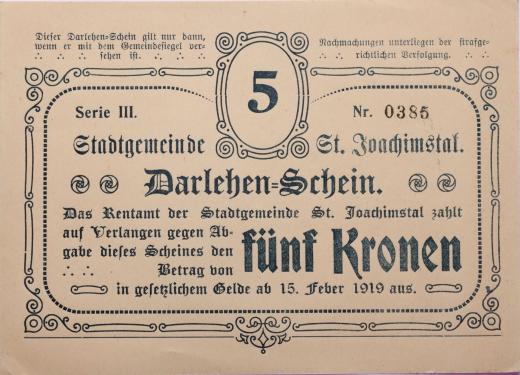 Dieser Darlehen-Schein gilt nur dann,
wenn er mit dem Gemeindesiegel ver-
sehen ist.
Nachmachungen unterliegen der strafge-
richtlichen Verfolgung.
5
Serie III.
Nr. 0385
Stadtgemeinde St. Joachimstal.
Darlehen-Schein.
Das Rentamt der Stadtgemeinde St. Joachimstal zahlt
auf Verlangen gegen Ab-
gabe dieses Scheines den
Betrag von
fünf Kronen
in gesetzlichem Gelde ab 15. Feber 1919 aus.